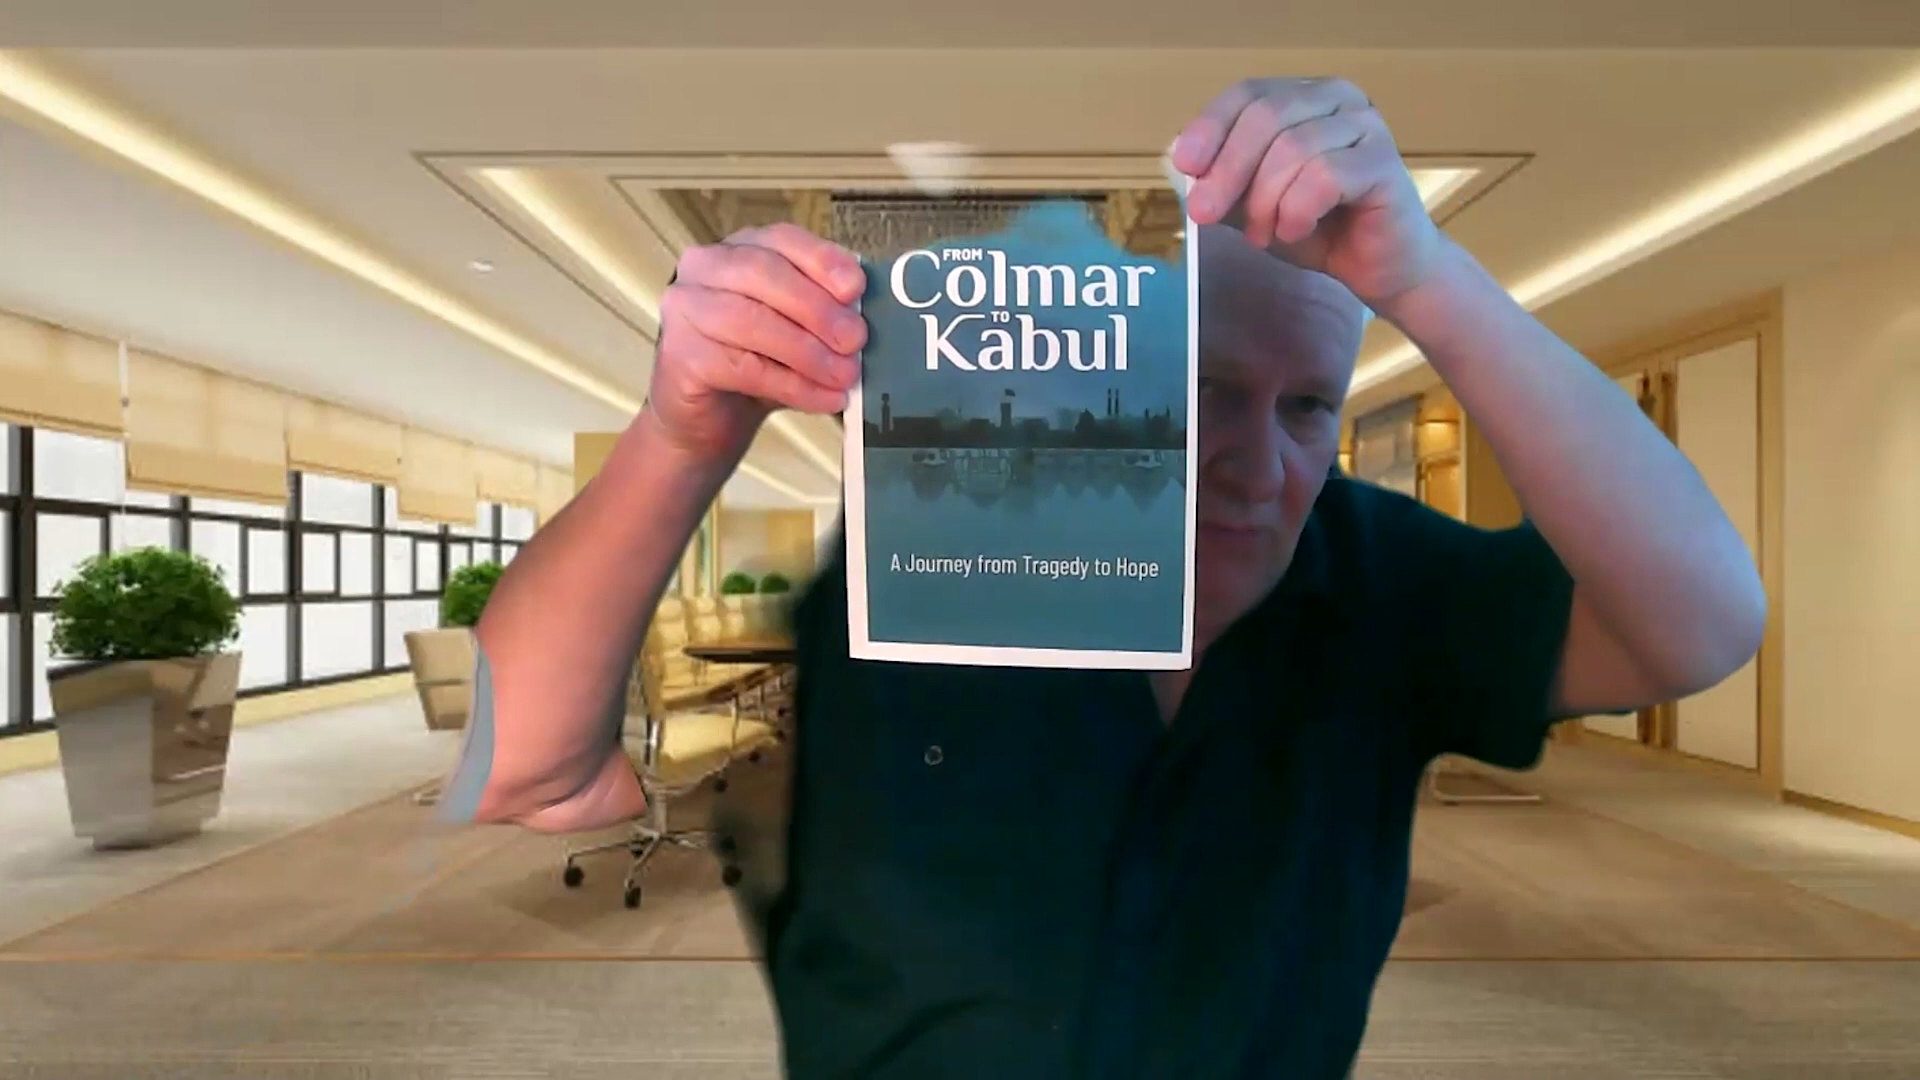 FROM
Colmar
TO
Kabul
A Journey from Tragedy to Hope